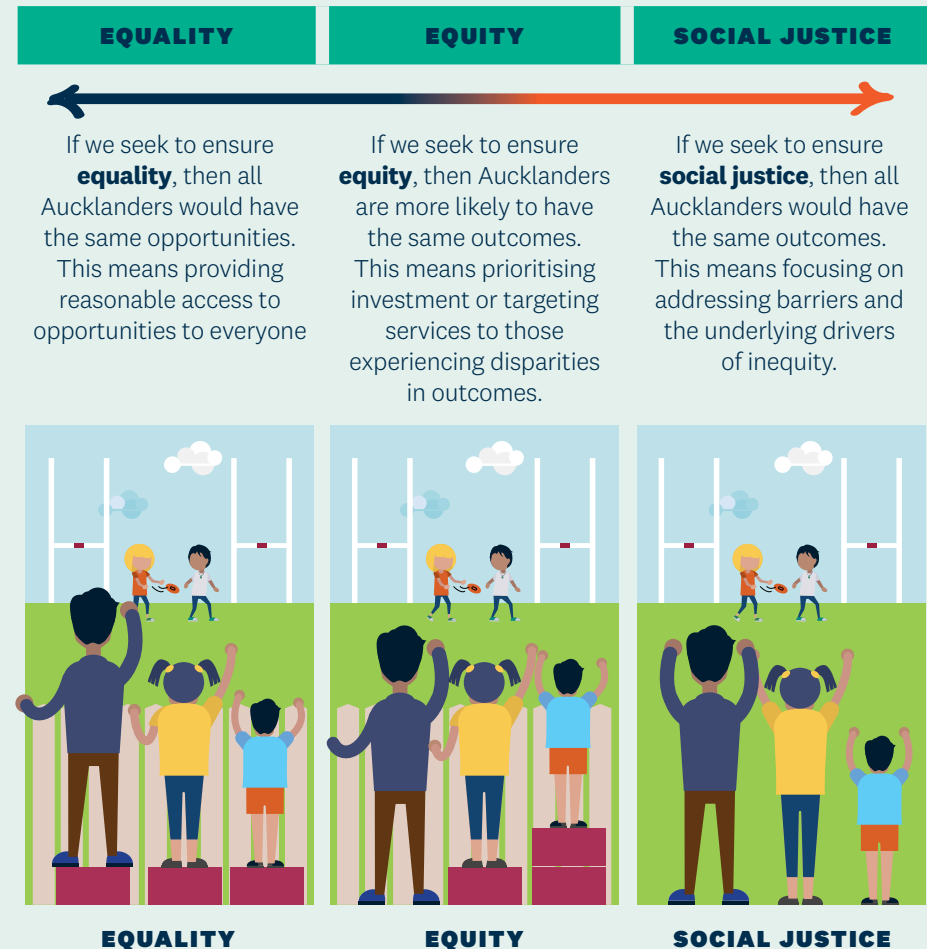 EQUALITY
EQUITY
SOCIAL JUSTICE
If we seek to ensure
equality, then all
Aucklanders would have
the same opportunities.
This means providing
reasonable access to
opportunities to everyone
If we seek to ensure
equity, then Aucklanders
are more likely to have
the same outcomes.
This means prioritising
investment or targeting
services to those
experiencing disparities
in outcomes.
If we seek to ensure
social justice, then all
Aucklanders would have
the same outcomes.
This means focusing on
addressing barriers and
the underlying drivers
of inequity.
EQUALITY
EQUITY
SOCIAL JUSTICE